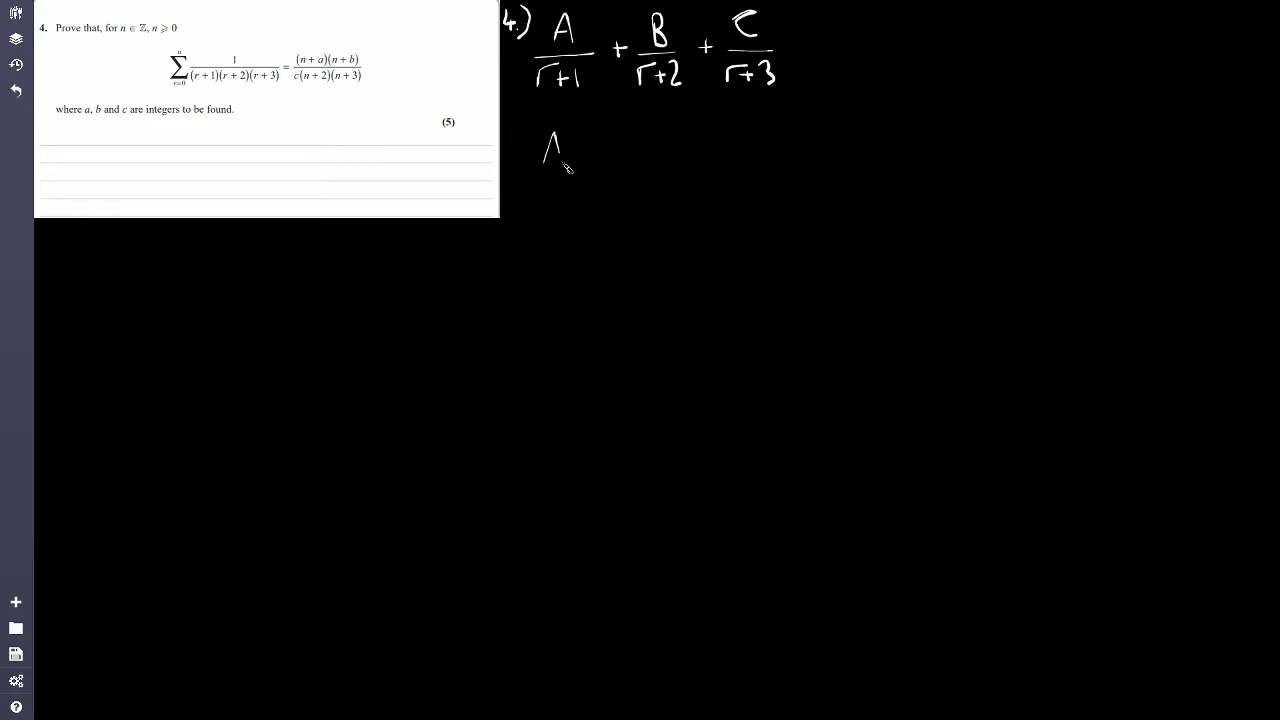 4. Prove that, for n ∈ ℤ, n ⩾ 0
n
∑ 1/((r + 1)(r + 2)(r + 3)) = (n + a)(n + b)/(c(n + 2)(n + 3))
r=0
where a, b and c are integers to be found.
(5)
4.) A/(r+1) + B/(r+2) + C/(r+3)
A